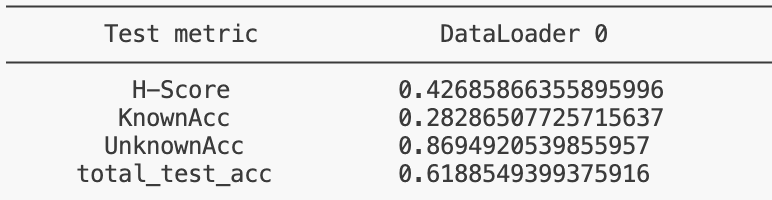 Test metric DataLoader 0
H-Score 0.42685866355895996
KnownAcc 0.28286507725715637
UnknownAcc 0.8694920539855957
total_test_acc 0.6188549399375916